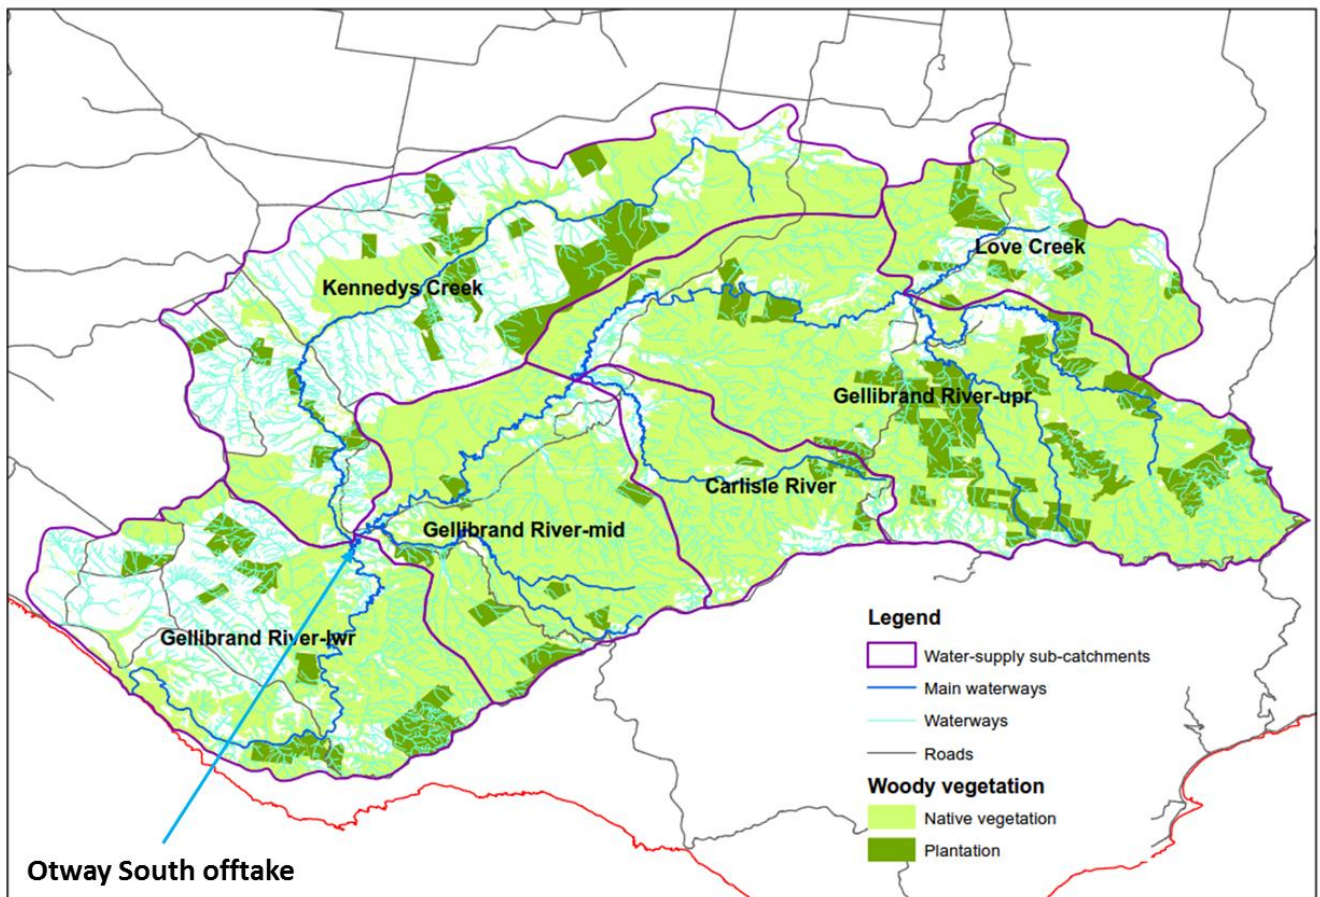 Love Creek
Kennedys Creek
Gellibrand River-upr
Carlisle River
Gellibrand River-mid
Gellibrand River-lwr
Otway South offtake
Legend
Water-supply sub-catchments
Main waterways
Waterways
Roads
Woody vegetation
Native vegetation
Plantation